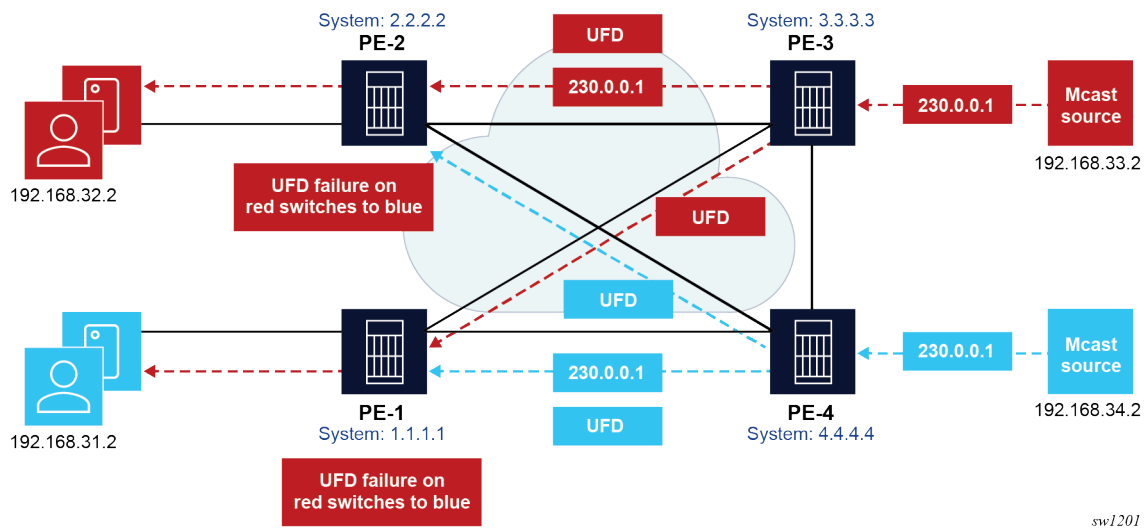 System: 2.2.2.2
PE-2
UFD
System: 3.3.3.3
PE-3
230.0.0.1
230.0.0.1
Mcast
source
192.168.33.2
192.168.32.2
UFD failure on
red switches to blue
UFD
UFD
230.0.0.1
230.0.0.1
Mcast
source
192.168.34.2
192.168.31.2
PE-1
System: 1.1.1.1
UFD
PE-4
System: 4.4.4.4
UFD failure on
red switches to blue
sw1201